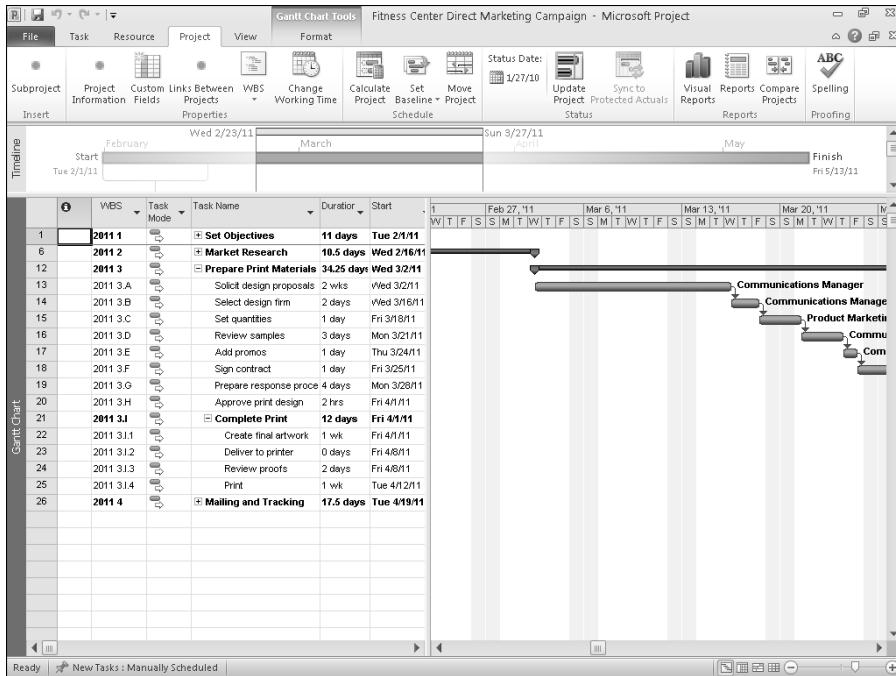 Gantt Chart Tools Fitness Center Direct Marketing Campaign - Microsoft Project
File Task Resource Project View Format
Subproject
Project Information
Custom Fields
Links Between Projects
WBS
Change Working Time
Calculate Project
Set Baseline
Move Project
Status Date:
1/27/10
Update Project
Sync to Protected Actuals
Visual Reports
Reports
Compare Projects
ABC
Spelling
Insert Properties Schedule Status Reports Proofing
Timeline
Wed 2/23/11 Sun 3/27/11
February March April May
Start Finish
Tue 2/1/11 Fri 5/13/11
WBS Task Mode Task Name Duration Start
1 Feb 27, '11 Mar 6, '11 Mar 13, '11 Mar 20, '11 M
W T F S S M T W T F S S M T W T F S S M T W T F S S M T W T F S S
1 2011 1 Set Objectives 11 days Tue 2/1/11
6 2011 2 Market Research 10.5 days Wed 2/16/11
12 2011 3 Prepare Print Materials 34.25 days Wed 3/2/11
13 2011 3.A Solicit design proposals 2 wks Wed 3/2/11 Communications Manager
14 2011 3.B Select design firm 2 days Wed 3/16/11 Communications Manage
15 2011 3.C Set quantities 1 day Fri 3/18/11 Product Marketi
16 2011 3.D Review samples 3 days Mon 3/21/11 Commu
17 2011 3.E Add promos 1 day Thu 3/24/11 Com
18 2011 3.F Sign contract 1 day Fri 3/25/11
19 2011 3.G Prepare response proce 4 days Mon 3/28/11
20 2011 3.H Approve print design 2 hrs Fri 4/1/11
21 2011 3.I Complete Print 12 days Fri 4/1/11
22 2011 3.I.1 Create final artwork 1 wk Fri 4/1/11
23 2011 3.I.2 Deliver to printer 0 days Fri 4/8/11
24 2011 3.I.3 Review proofs 2 days Fri 4/8/11
25 2011 3.I.4 Print 1 wk Tue 4/12/11
26 2011 4 Mailing and Tracking 17.5 days Tue 4/19/11
Gantt Chart
Ready New Tasks : Manually Scheduled